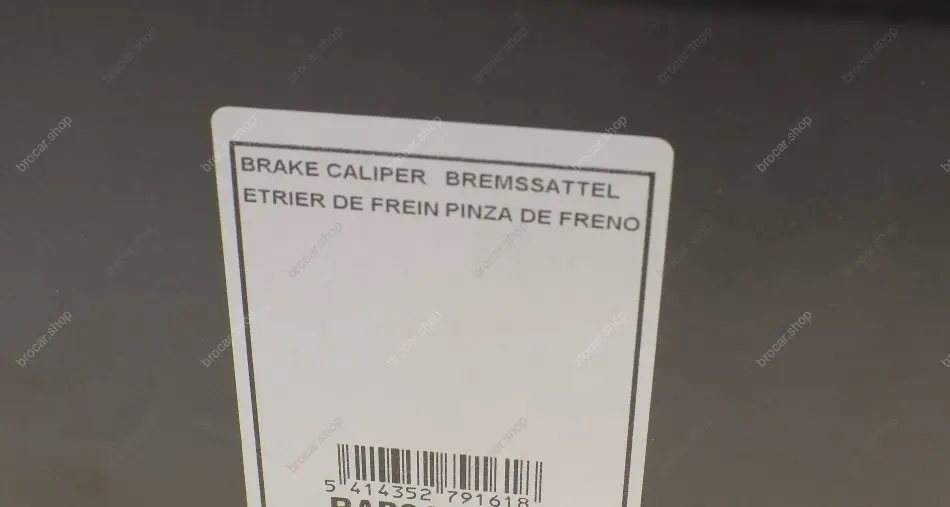 BRAKE CALIPER BREMSSATTEL
ETRIER DE FREIN PINZA DE FRENO
5 414352 791618
brocar.shop